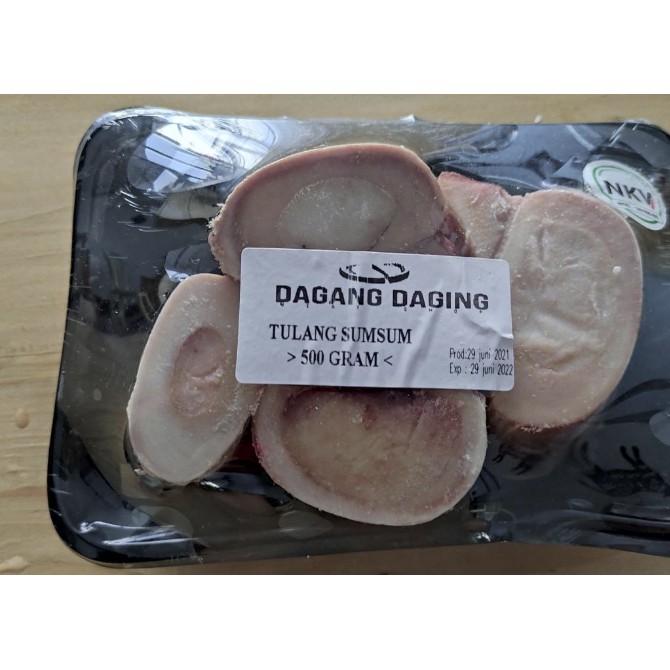 NKV
DAGANG DAGING
TULANG SUMSUM
> 500 GRAM <
Prod:29 juni 2021
Exp : 29 juni 2022